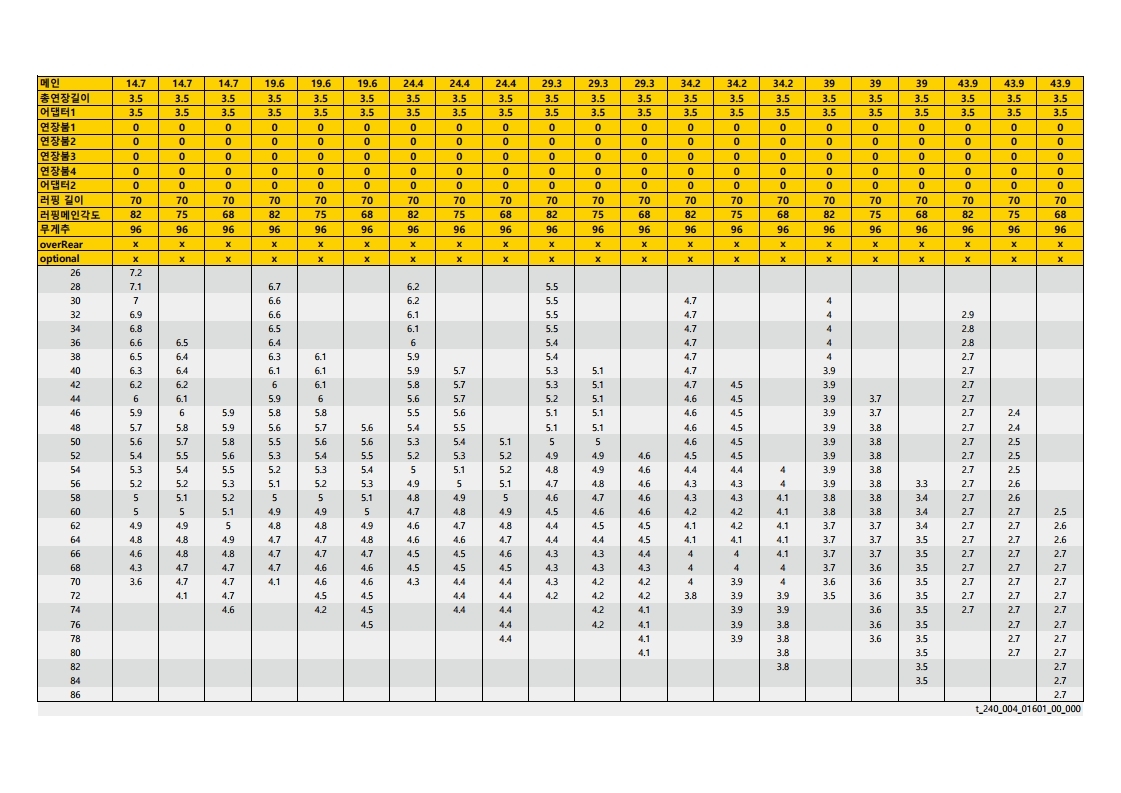 메인 14.7 14.7 14.7 19.6 19.6 19.6 24.4 24.4 24.4 29.3 29.3 29.3 34.2 34.2 34.2 39 39 39 43.9 43.9 43.9
총연장길이 3.5 3.5 3.5 3.5 3.5 3.5 3.5 3.5 3.5 3.5 3.5 3.5 3.5 3.5 3.5 3.5 3.5 3.5 3.5 3.5 3.5
어댑터1 3.5 3.5 3.5 3.5 3.5 3.5 3.5 3.5 3.5 3.5 3.5 3.5 3.5 3.5 3.5 3.5 3.5 3.5 3.5 3.5 3.5
연장붐1 0 0 0 0 0 0 0 0 0 0 0 0 0 0 0 0 0 0 0 0 0
연장붐2 0 0 0 0 0 0 0 0 0 0 0 0 0 0 0 0 0 0 0 0 0
연장붐3 0 0 0 0 0 0 0 0 0 0 0 0 0 0 0 0 0 0 0 0 0
연장붐4 0 0 0 0 0 0 0 0 0 0 0 0 0 0 0 0 0 0 0 0 0
어댑터2 0 0 0 0 0 0 0 0 0 0 0 0 0 0 0 0 0 0 0 0 0
러핑 길이 70 70 70 70 70 70 70 70 70 70 70 70 70 70 70 70 70 70 70 70 70
러핑메인각도 82 75 68 82 75 68 82 75 68 82 75 68 82 75 68 82 75 68 82 75 68
무게추 96 96 96 96 96 96 96 96 96 96 96 96 96 96 96 96 96 96 96 96 96
overRear x x x x x x x x x x x x x x x x x x x x x
optional x x x x x x x x x x x x x x x x x x x x x
26 7.2
28 7.1 6.7 6.2 5.5
30 7 6.6 6.2 5.5 4.7 4
32 6.9 6.6 6.1 5.5 4.7 4 2.9
34 6.8 6.5 6.1 5.5 4.7 4 2.8
36 6.6 6.5 6.4 6 5.4 4.7 4 2.8
38 6.5 6.4 6.3 6.1 5.9 5.4 4.7 4 2.7
40 6.3 6.4 6.1 6.1 5.9 5.7 5.3 5.1 4.7 3.9 2.7
42 6.2 6.2 6 6.1 5.8 5.7 5.3 5.1 4.7 4.5 3.9 2.7
44 6 6.1 5.9 6 5.6 5.7 5.2 5.1 4.6 4.5 3.9 3.7 2.7
46 5.9 6 5.9 5.8 5.8 5.5 5.6 5.1 5.1 4.6 4.5 3.9 3.7 2.7 2.4
48 5.7 5.8 5.9 5.6 5.7 5.6 5.4 5.5 5.1 5.1 4.6 4.5 3.9 3.8 2.7 2.4
50 5.6 5.7 5.8 5.5 5.6 5.6 5.3 5.4 5.1 5 5 4.6 4.5 3.9 3.8 2.7 2.5
52 5.4 5.5 5.6 5.3 5.4 5.5 5.2 5.3 5.2 4.9 4.9 4.6 4.5 4.5 3.9 3.8 2.7 2.5
54 5.3 5.4 5.5 5.2 5.3 5.4 5 5.1 5.2 4.8 4.9 4.6 4.4 4.4 4 3.9 3.8 2.7 2.5
56 5.2 5.2 5.3 5.1 5.2 5.3 4.9 5 5.1 4.7 4.8 4.6 4.3 4.3 4 3.9 3.8 3.3 2.7 2.6
58 5 5.1 5.2 5 5 5.1 4.8 4.9 5 4.6 4.7 4.6 4.3 4.3 4.1 3.8 3.8 3.4 2.7 2.6
60 5 5 5.1 4.9 4.9 5 4.7 4.8 4.9 4.5 4.6 4.6 4.2 4.2 4.1 3.8 3.8 3.4 2.7 2.7 2.5
62 4.9 4.9 5 4.8 4.8 4.9 4.6 4.7 4.8 4.4 4.5 4.5 4.1 4.2 4.1 3.7 3.7 3.4 2.7 2.7 2.6
64 4.8 4.8 4.9 4.7 4.7 4.8 4.6 4.6 4.7 4.4 4.4 4.5 4.1 4.1 4.1 3.7 3.7 3.5 2.7 2.7 2.6
66 4.6 4.8 4.8 4.7 4.7 4.7 4.5 4.5 4.6 4.3 4.3 4.4 4 4 4.1 3.7 3.7 3.5 2.7 2.7 2.7
68 4.3 4.7 4.7 4.7 4.6 4.6 4.5 4.5 4.5 4.3 4.3 4.3 4 4 4 3.7 3.6 3.5 2.7 2.7 2.7
70 3.6 4.7 4.7 4.1 4.6 4.6 4.3 4.4 4.4 4.3 4.2 4.2 4 3.9 4 3.6 3.6 3.5 2.7 2.7 2.7
72 4.1 4.7 4.5 4.5 4.4 4.4 4.2 4.2 4.2 3.8 3.9 3.9 3.5 3.6 3.5 2.7 2.7 2.7
74 4.6 4.2 4.5 4.4 4.4 4.2 4.1 3.9 3.9 3.6 3.5 2.7 2.7 2.7
76 4.5 4.4 4.2 4.1 3.9 3.8 3.6 3.5 2.7 2.7
78 4.4 4.1 3.9 3.8 3.6 3.5 2.7 2.7
80 4.1 3.8 3.5 2.7 2.7
82 3.8 3.5 2.7
84 3.5 2.7
86 2.7
t_240_004_01601_00_000